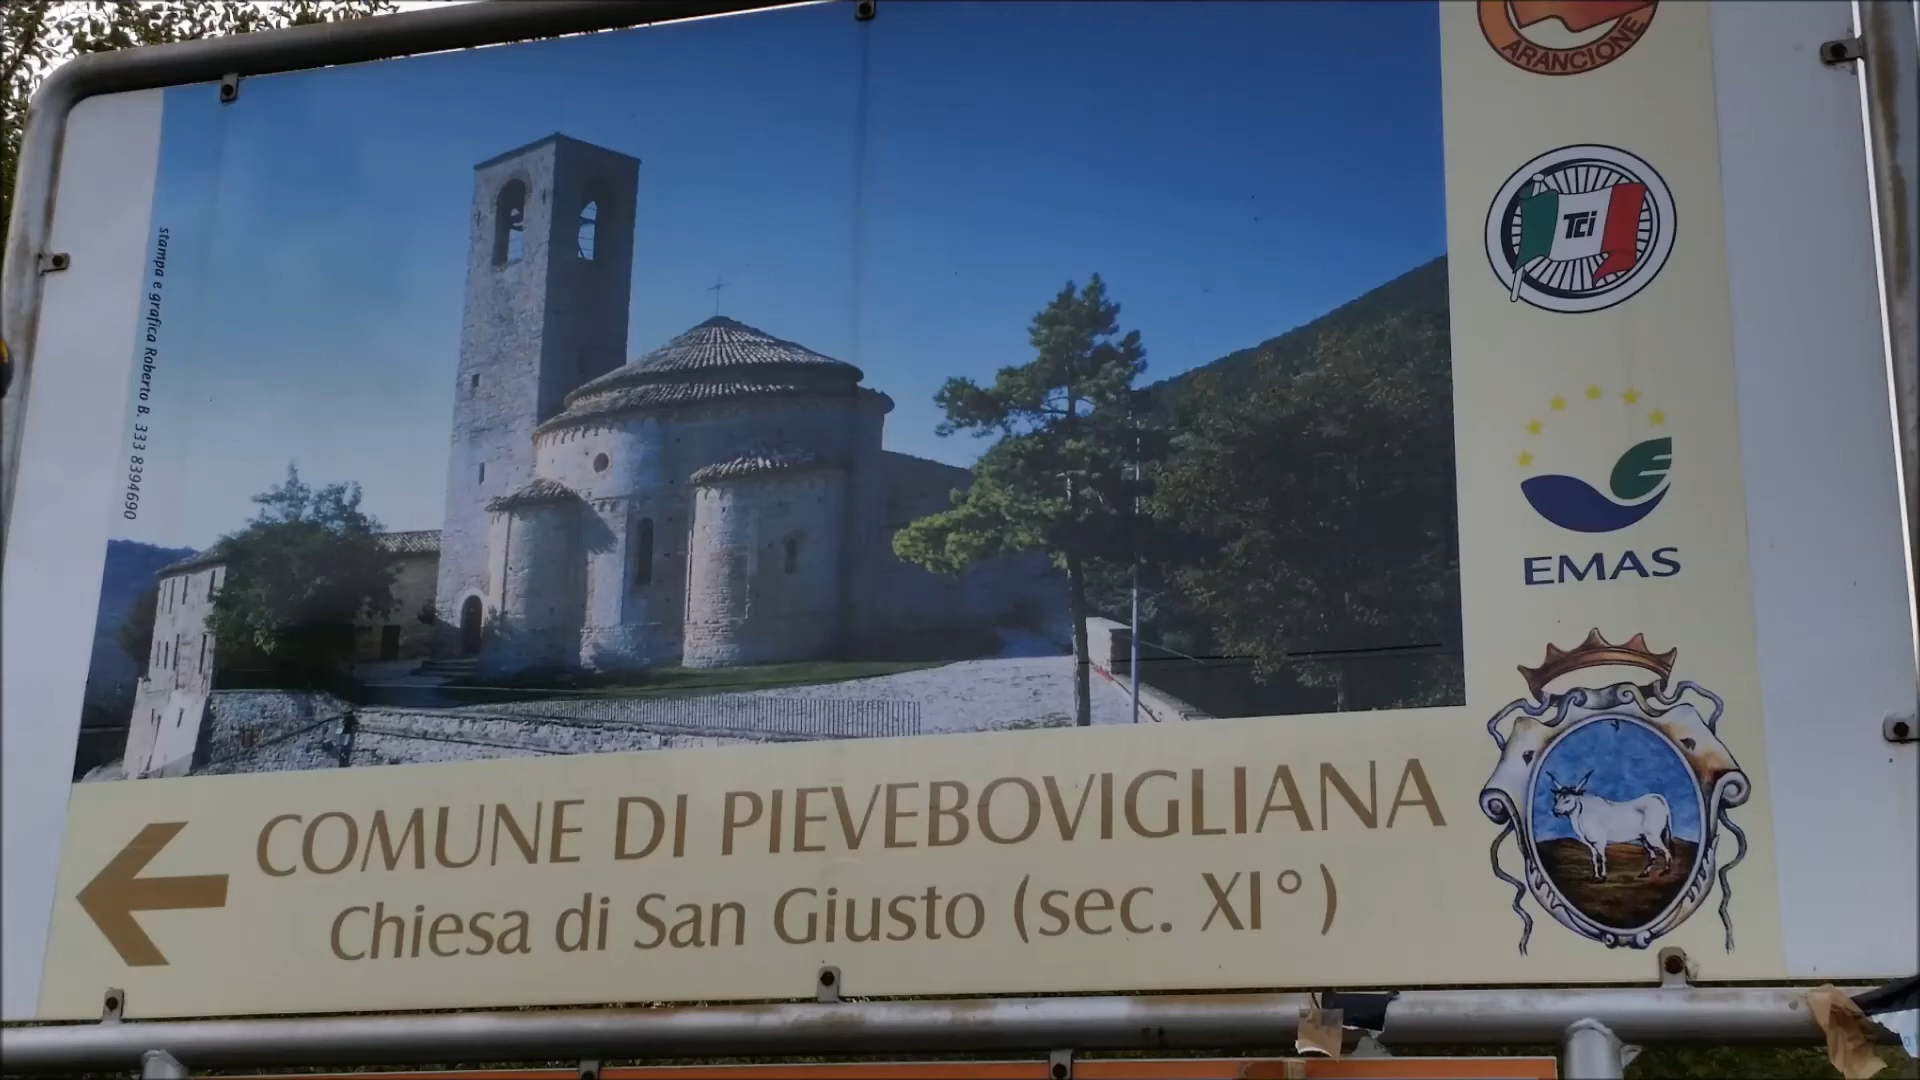 ARANCIONE
Tci
stampa e grafica Roberto B. 333 8394690
EMAS
COMUNE DI PIEVEBOVIGLIANA
Chiesa di San Giusto (sec. XI°)